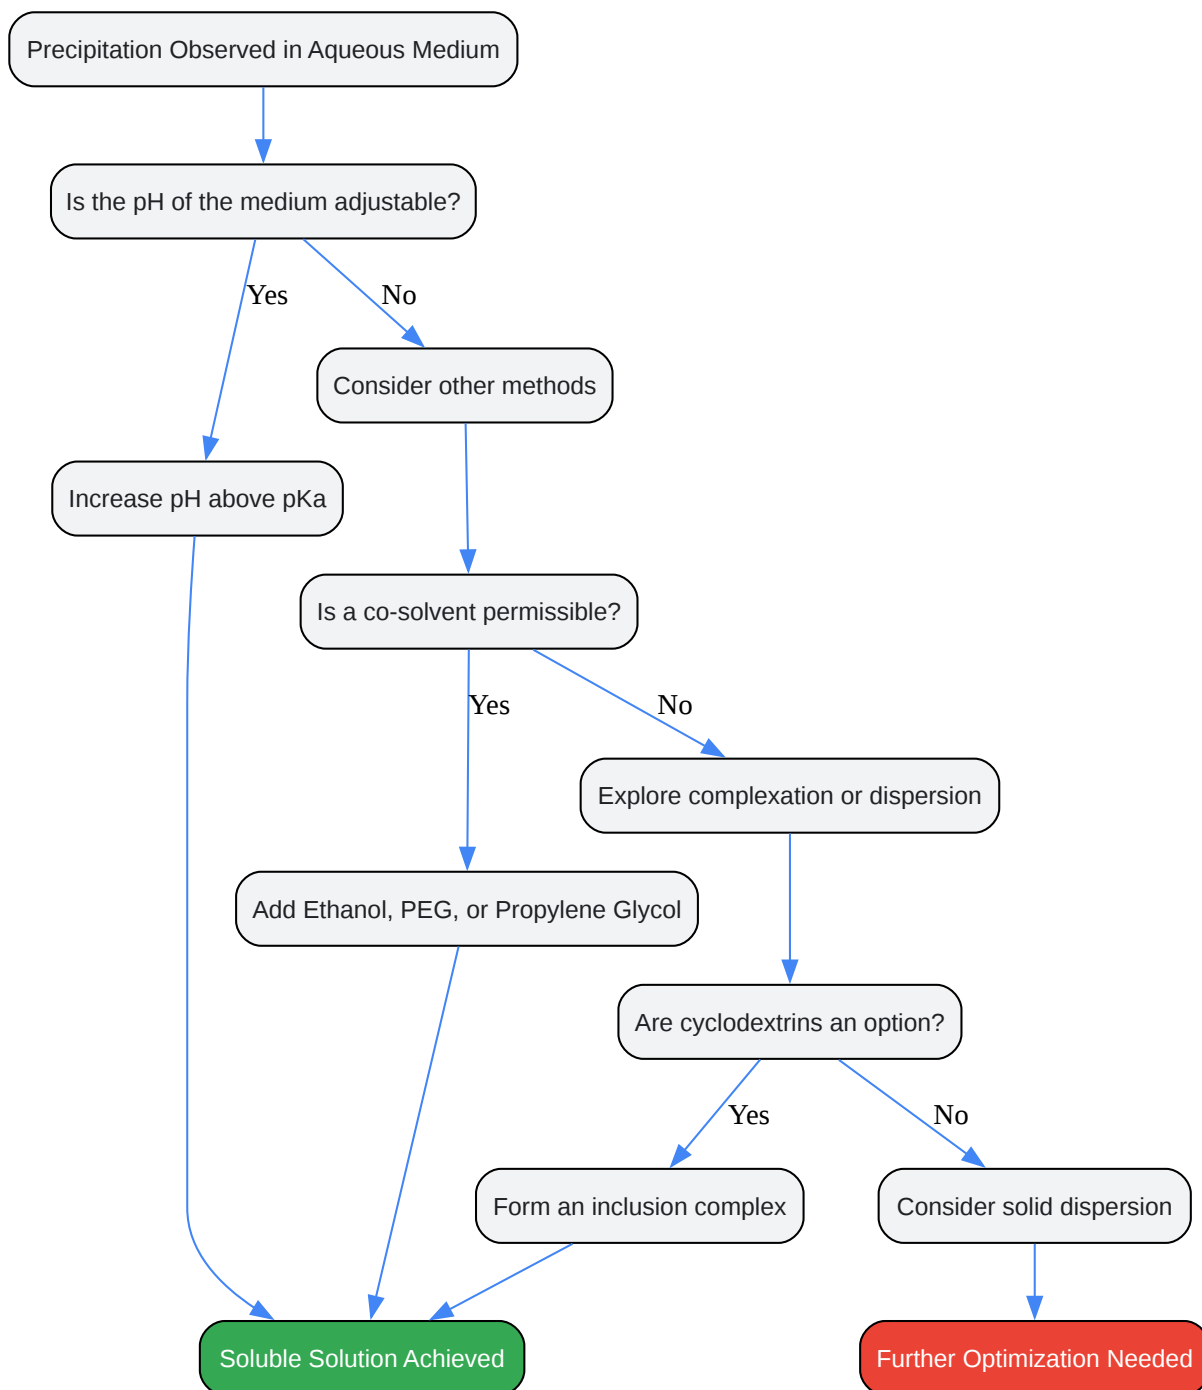 Precipitation Observed in Aqueous Medium
Is the pH of the medium adjustable?
Yes
No
Consider other methods
Increase pH above pKa
Is a co-solvent permissible?
Yes
No
Explore complexation or dispersion
Add Ethanol, PEG, or Propylene Glycol
Are cyclodextrins an option?
Yes
No
Form an inclusion complex
Consider solid dispersion
Soluble Solution Achieved
Further Optimization Needed